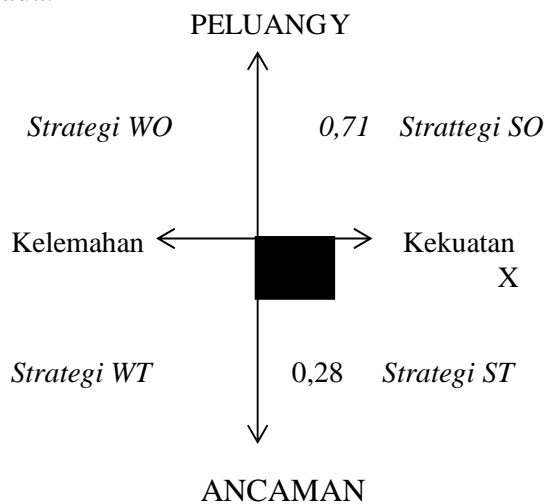 PELUANGY
Strategi WO 0,71 Strattegi SO
Kelemahan Kekuatan
X
Strategi WT 0,28 Strategi ST
ANCAMAN